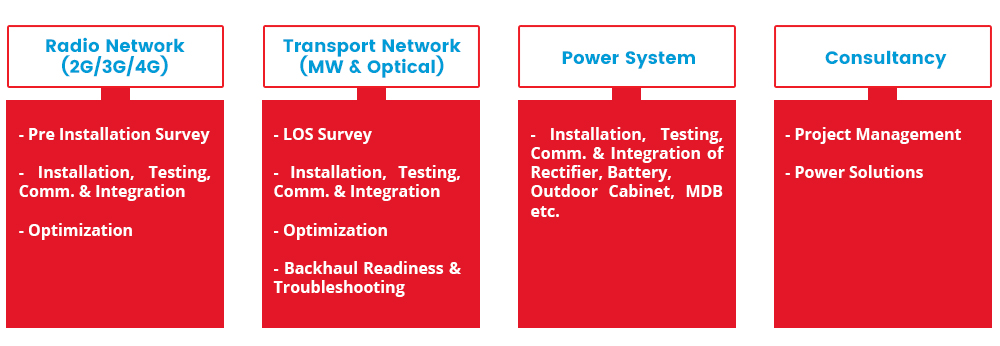 Radio Network
(2G/3G/4G)
- Pre Installation Survey
- Installation, Testing,
Comm. & Integration
- Optimization
Transport Network
(MW & Optical)
- LOS Survey
- Installation, Testing,
Comm. & Integration
- Optimization
- Backhaul Readiness &
Troubleshooting
Power System
- Installation, Testing,
Comm. & Integration of
Rectifier, Battery,
Outdoor Cabinet, MDB
etc.
Consultancy
- Project Management
- Power Solutions